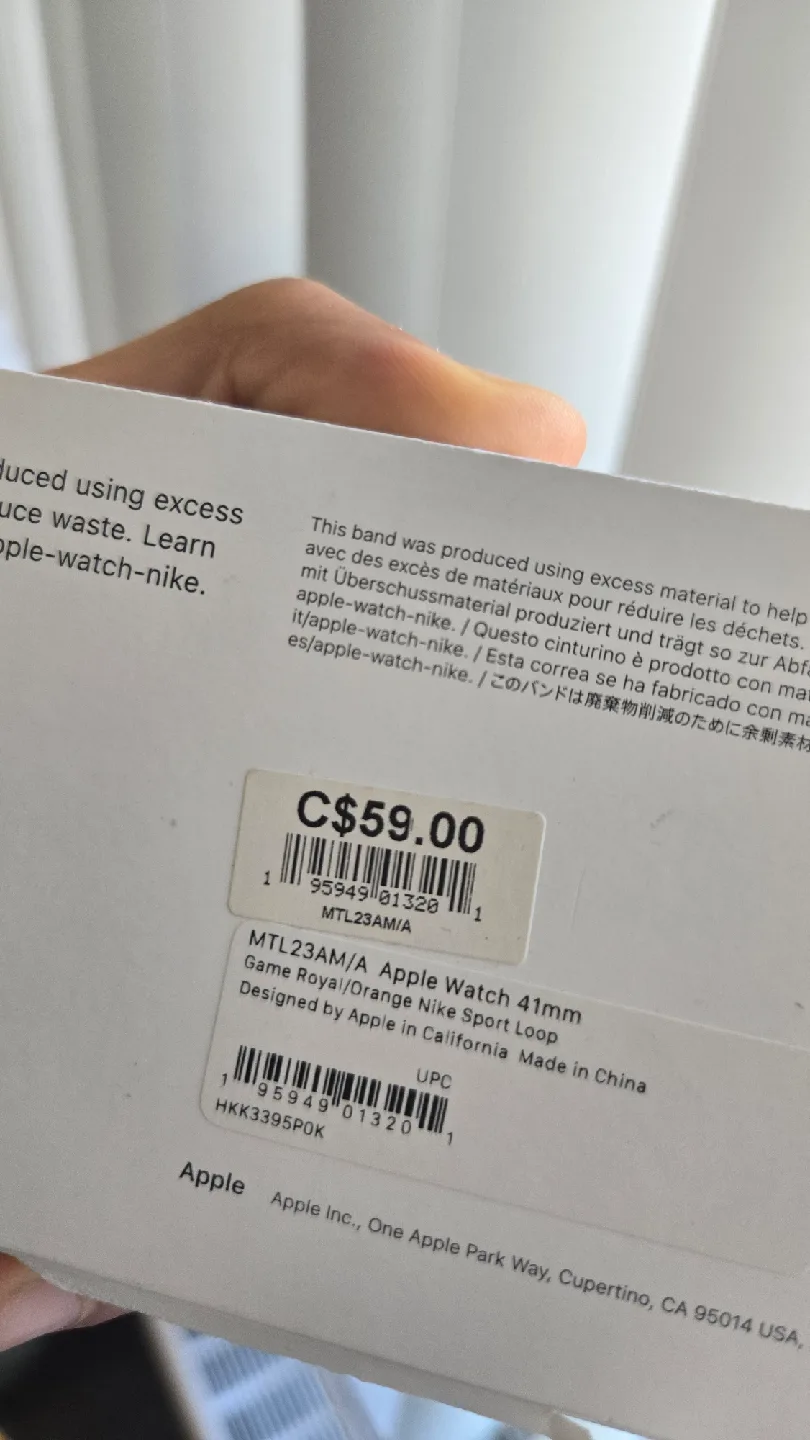 duced using excess
uce waste. Learn
pple-watch-nike.
This band was produced using excess material to help
avec des excès de matériaux pour réduire les déchets.
mit Überschussmaterial produziert und trägt so zur Abfa
apple-watch-nike. / Questo cinturino è prodotto con mat
it/apple-watch-nike. / Esta correa se ha fabricado con ma
es/apple-watch-nike. / このバンドは廃棄物削減のために余剰素材
C$59.00
1 95949 01320 1
MTL23AM/A
MTL23AM/A Apple Watch 41mm
Game Royal/Orange Nike Sport Loop
Designed by Apple in California Made in China
UPC
1 95949 01320 1
HKK3395P0K
Apple Apple Inc., One Apple Park Way, Cupertino, CA 95014 USA,